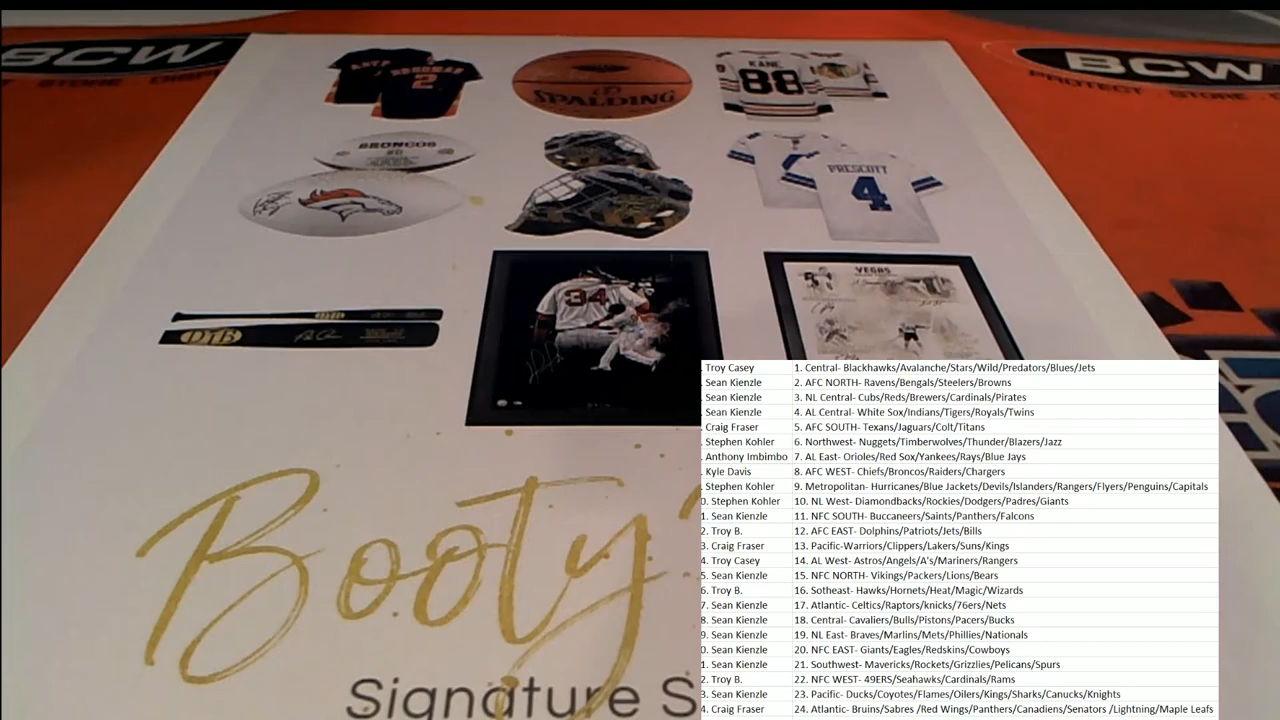 BCW
BCW
PROTECT STORE
2
SPALDING
KANE
88
BRONCOS
PRESCOTT
4
34
VEGAS
Booty
Signature S
. Troy Casey 1. Central- Blackhawks/Avalanche/Stars/Wild/Predators/Blues/Jets
. Sean Kienzle 2. AFC NORTH- Ravens/Bengals/Steelers/Browns
. Sean Kienzle 3. NL Central- Cubs/Reds/Brewers/Cardinals/Pirates
. Sean Kienzle 4. AL Central- White Sox/Indians/Tigers/Royals/Twins
. Craig Fraser 5. AFC SOUTH- Texans/Jaguars/Colt/Titans
. Stephen Kohler 6. Northwest- Nuggets/Timberwolves/Thunder/Blazers/Jazz
. Anthony Imbimbo 7. AL East- Orioles/Red Sox/Yankees/Rays/Blue Jays
. Kyle Davis 8. AFC WEST- Chiefs/Broncos/Raiders/Chargers
. Stephen Kohler 9. Metropolitan- Hurricanes/Blue Jackets/Devils/Islanders/Rangers/Flyers/Penguins/Capitals
0. Stephen Kohler 10. NL West- Diamondbacks/Rockies/Dodgers/Padres/Giants
1. Sean Kienzle 11. NFC SOUTH- Buccaneers/Saints/Panthers/Falcons
2. Troy B. 12. AFC EAST- Dolphins/Patriots/Jets/Bills
3. Craig Fraser 13. Pacific-Warriors/Clippers/Lakers/Suns/Kings
4. Troy Casey 14. AL West- Astros/Angels/A's/Mariners/Rangers
5. Sean Kienzle 15. NFC NORTH- Vikings/Packers/Lions/Bears
6. Troy B. 16. Sotheast- Hawks/Hornets/Heat/Magic/Wizards
7. Sean Kienzle 17. Atlantic- Celtics/Raptors/knicks/76ers/Nets
8. Sean Kienzle 18. Central- Cavaliers/Bulls/Pistons/Pacers/Bucks
9. Sean Kienzle 19. NL East- Braves/Marlins/Mets/Phillies/Nationals
0. Sean Kienzle 20. NFC EAST- Giants/Eagles/Redskins/Cowboys
1. Sean Kienzle 21. Southwest- Mavericks/Rockets/Grizzlies/Pelicans/Spurs
2. Troy B. 22. NFC WEST- 49ERS/Seahawks/Cardinals/Rams
3. Sean Kienzle 23. Pacific- Ducks/Coyotes/Flames/Oilers/Kings/Sharks/Canucks/Knights
4. Craig Fraser 24. Atlantic- Bruins/Sabres /Red Wings/Panthers/Canadiens/Senators /Lightning/Maple Leafs